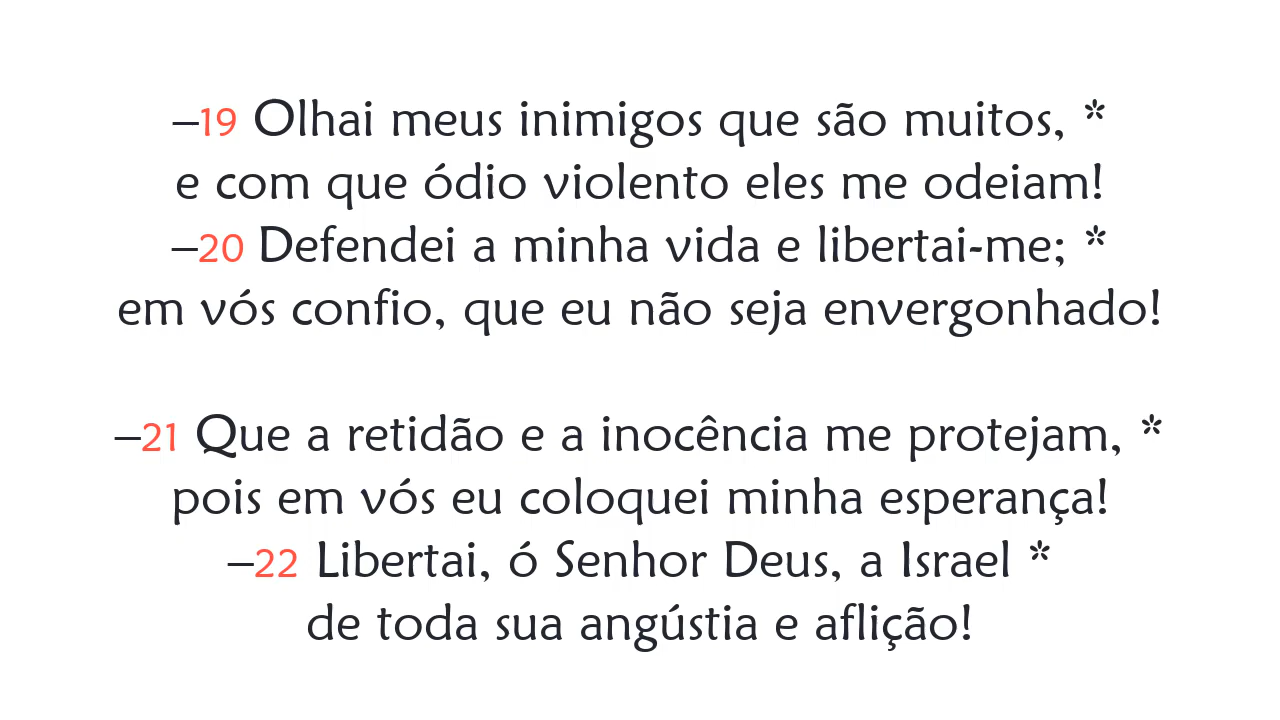 –19 Olhai meus inimigos que são muitos, *
e com que ódio violento eles me odeiam!
–20 Defendei a minha vida e libertai-me; *
em vós confio, que eu não seja envergonhado!
–21 Que a retidão e a inocência me protejam, *
pois em vós eu coloquei minha esperança!
–22 Libertai, ó Senhor Deus, a Israel *
de toda sua angústia e aflição!